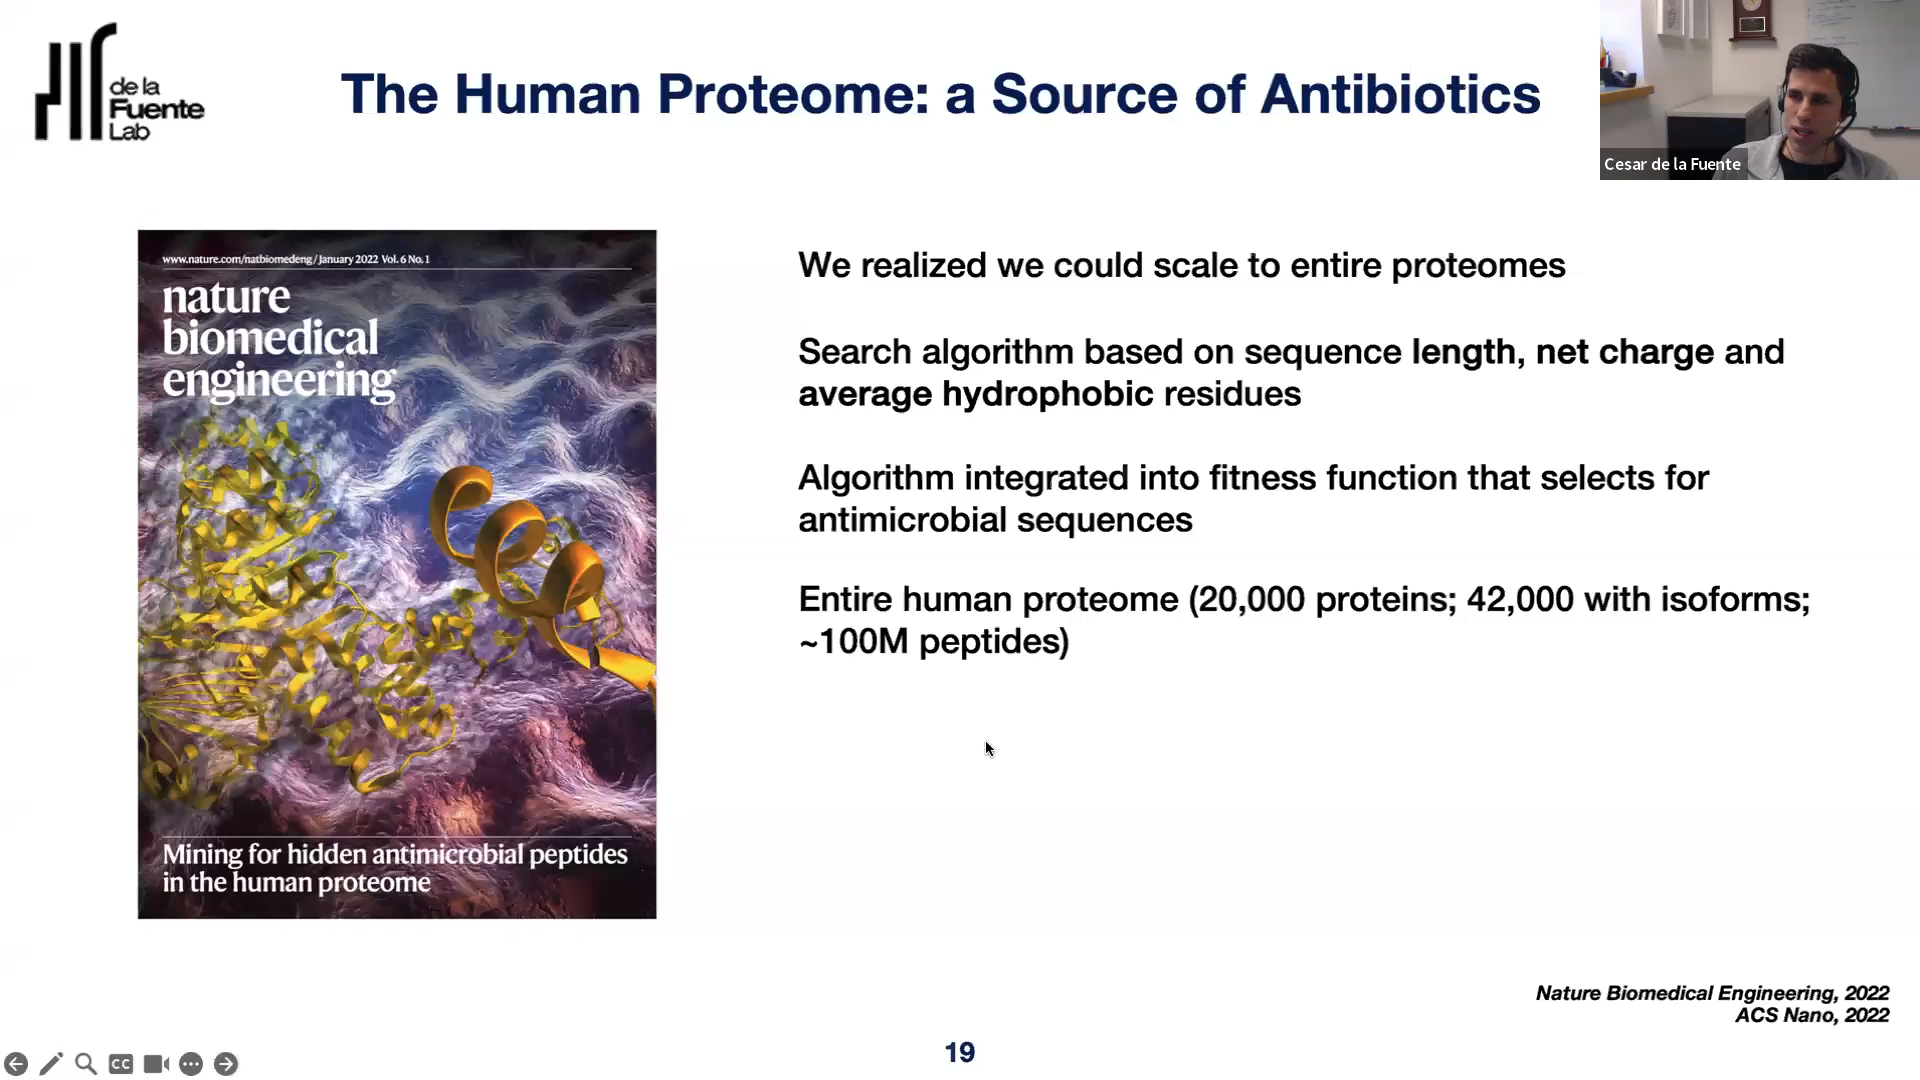 de la
Fuente
Lab
The Human Proteome: a Source of Antibiotics
Cesar de la Fuente
www.nature.com/natbiomedeng/January 2022 Vol. 6 No. 1
nature
biomedical
engineering
Mining for hidden antimicrobial peptides
in the human proteome
We realized we could scale to entire proteomes
Search algorithm based on sequence length, net charge and
average hydrophobic residues
Algorithm integrated into fitness function that selects for
antimicrobial sequences
Entire human proteome (20,000 proteins; 42,000 with isoforms;
~100M peptides)
Nature Biomedical Engineering, 2022
ACS Nano, 2022
19
CC